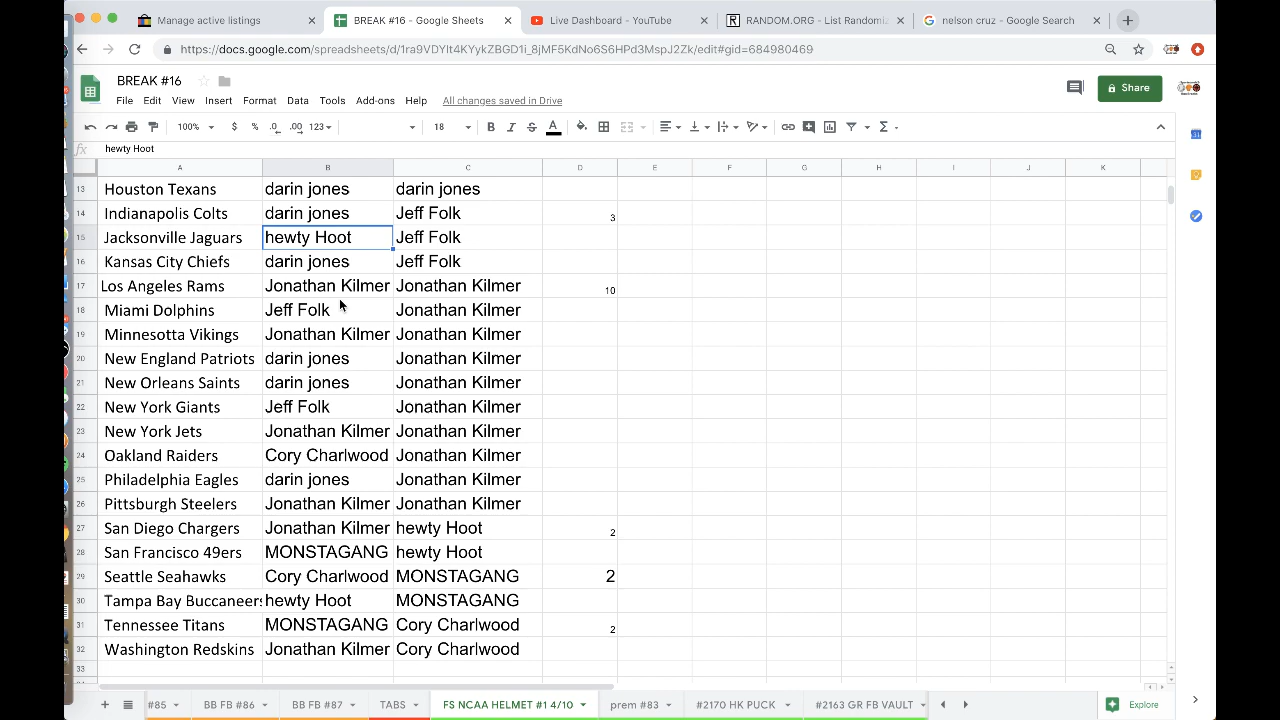 Manage active listings × BREAK #16 - Google Sheets × Live Dashboard - YouTube × RANDOM.ORG - List Randomiz × nelson cruz - Google Search ×
https://docs.google.com/spreadsheets/d/
BREAK #16
File Edit View Insert Format Data Tools Add-ons Help All changes saved in Drive
Share
100% $ % .0 .00 123 18 B I S A
fx hewty Hoot
A B C D E F G H I J K
13 Houston Texans darin jones darin jones
14 Indianapolis Colts darin jones Jeff Folk 3
15 Jacksonville Jaguars hewty Hoot Jeff Folk
16 Kansas City Chiefs darin jones Jeff Folk
17 Los Angeles Rams Jonathan Kilmer Jonathan Kilmer 10
18 Miami Dolphins Jeff Folk Jonathan Kilmer
19 Minnesotta Vikings Jonathan Kilmer Jonathan Kilmer
20 New England Patriots darin jones Jonathan Kilmer
21 New Orleans Saints darin jones Jonathan Kilmer
22 New York Giants Jeff Folk Jonathan Kilmer
23 New York Jets Jonathan Kilmer Jonathan Kilmer
24 Oakland Raiders Cory Charlwood Jonathan Kilmer
25 Philadelphia Eagles darin jones Jonathan Kilmer
26 Pittsburgh Steelers Jonathan Kilmer Jonathan Kilmer
27 San Diego Chargers Jonathan Kilmer hewty Hoot 2
28 San Francisco 49ers MONSTAGANG hewty Hoot
29 Seattle Seahawks Cory Charlwood MONSTAGANG 2
30 Tampa Bay Buccaneers hewty Hoot MONSTAGANG
31 Tennessee Titans MONSTAGANG Cory Charlwood 2
32 Washington Redskins Jonathan Kilmer Cory Charlwood
33
#85 BB FB #86 BB FB #87 TABS FS NCAA HELMET #1 4/10 prem #83 #2170 HK PUCK #2163 GR FB VAULT Explore